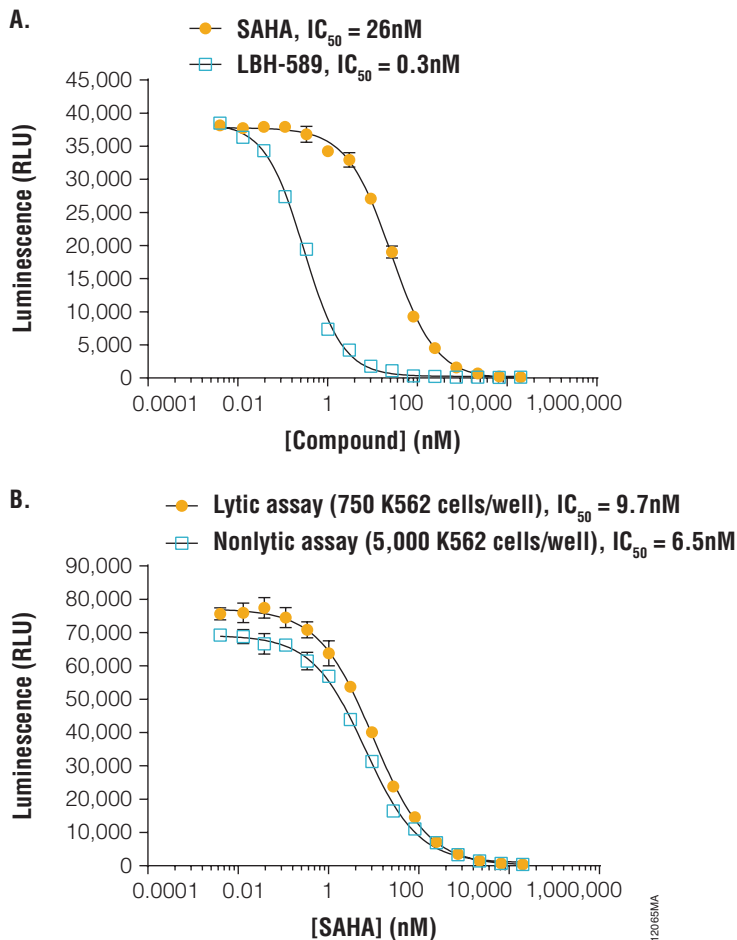 A.
SAHA, IC50 = 26nM
LBH-589, IC50 = 0.3nM
Luminescence (RLU)
45,000
40,000
35,000
30,000
25,000
20,000
15,000
10,000
5,000
0
0.0001 0.01 1 100 10,000 1,000,000
[Compound] (nM)
B.
Lytic assay (750 K562 cells/well), IC50 = 9.7nM
Nonlytic assay (5,000 K562 cells/well), IC50 = 6.5nM
Luminescence (RLU)
90,000
80,000
70,000
60,000
50,000
40,000
30,000
20,000
10,000
0
0.0001 0.01 1 100 10,000 1,000,000
[SAHA] (nM)
12065MA